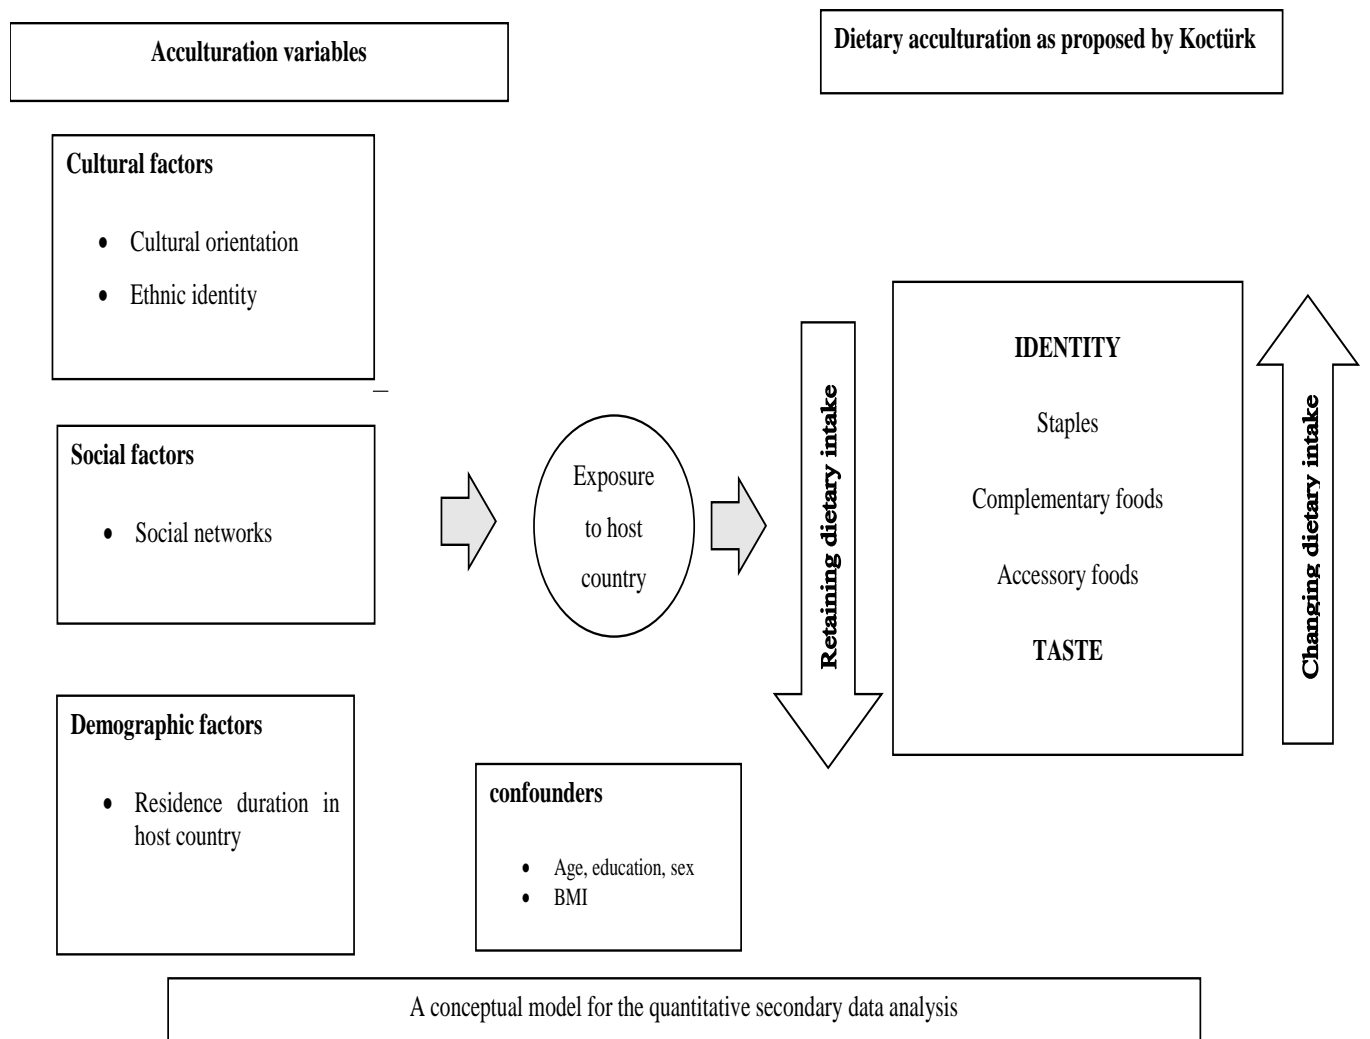 Acculturation variables
Dietary acculturation as proposed by Koctürk
Cultural factors
• Cultural orientation
• Ethnic identity
Social factors
• Social networks
Demographic factors
• Residence duration in
host country
Exposure
to host
country
confounders
• Age, education, sex
• BMI
Retaining dietary intake
IDENTITY
Staples
Complementary foods
Accessory foods
TASTE
Changing dietary intake
A conceptual model for the quantitative secondary data analysis